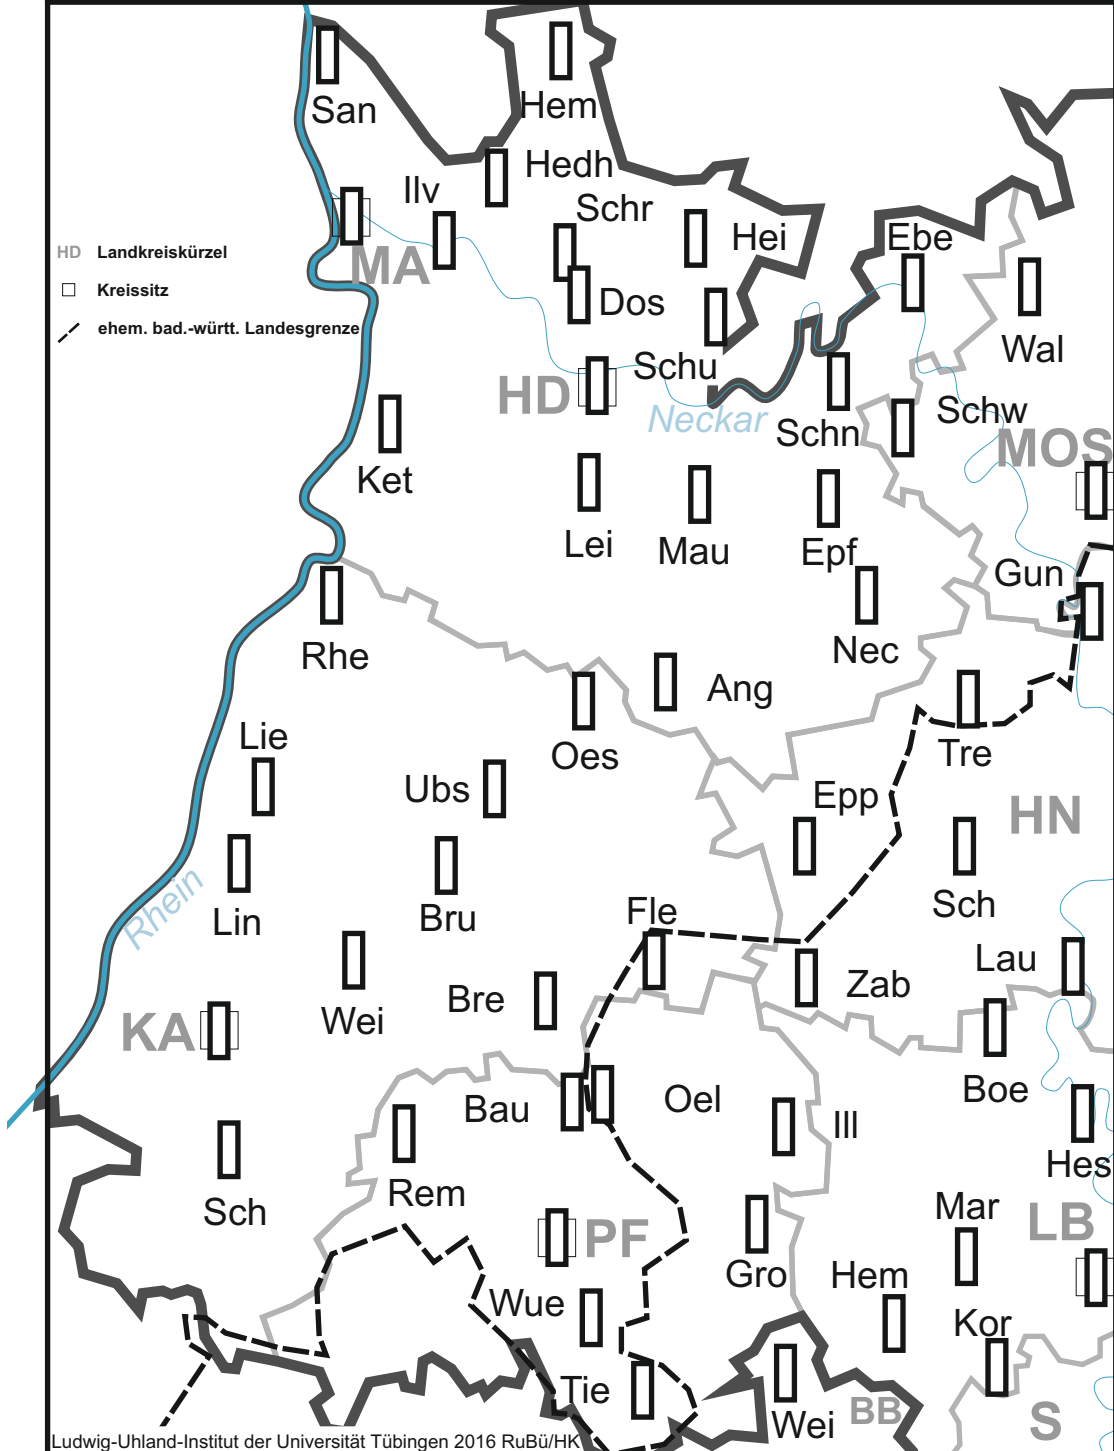 San
Hem
Hedh
Ilv
Schr
Hei
Ebe
HD Landkreiskürzel
MA
Kreissitz
Dos
ehem. bad.-württ. Landesgrenze
Wal
Schu
HD
Neckar
Schn
Schw
MOS
Ket
Lei
Mau
Epf
Gun
Rhe
Nec
Ang
Lie
Oes
Tre
Ubs
Epp
HN
Rhein
Lin
Bru
Fle
Sch
Lau
Wei
Bre
Zab
KA
Bau
Oel
Boe
Ill
Hes
Rem
Sch
Mar
PF
LB
Gro
Hem
Wue
Kor
Tie
Wei
BB
S
Ludwig-Uhland-Institut der Universität Tübingen 2016 RuBü/HK